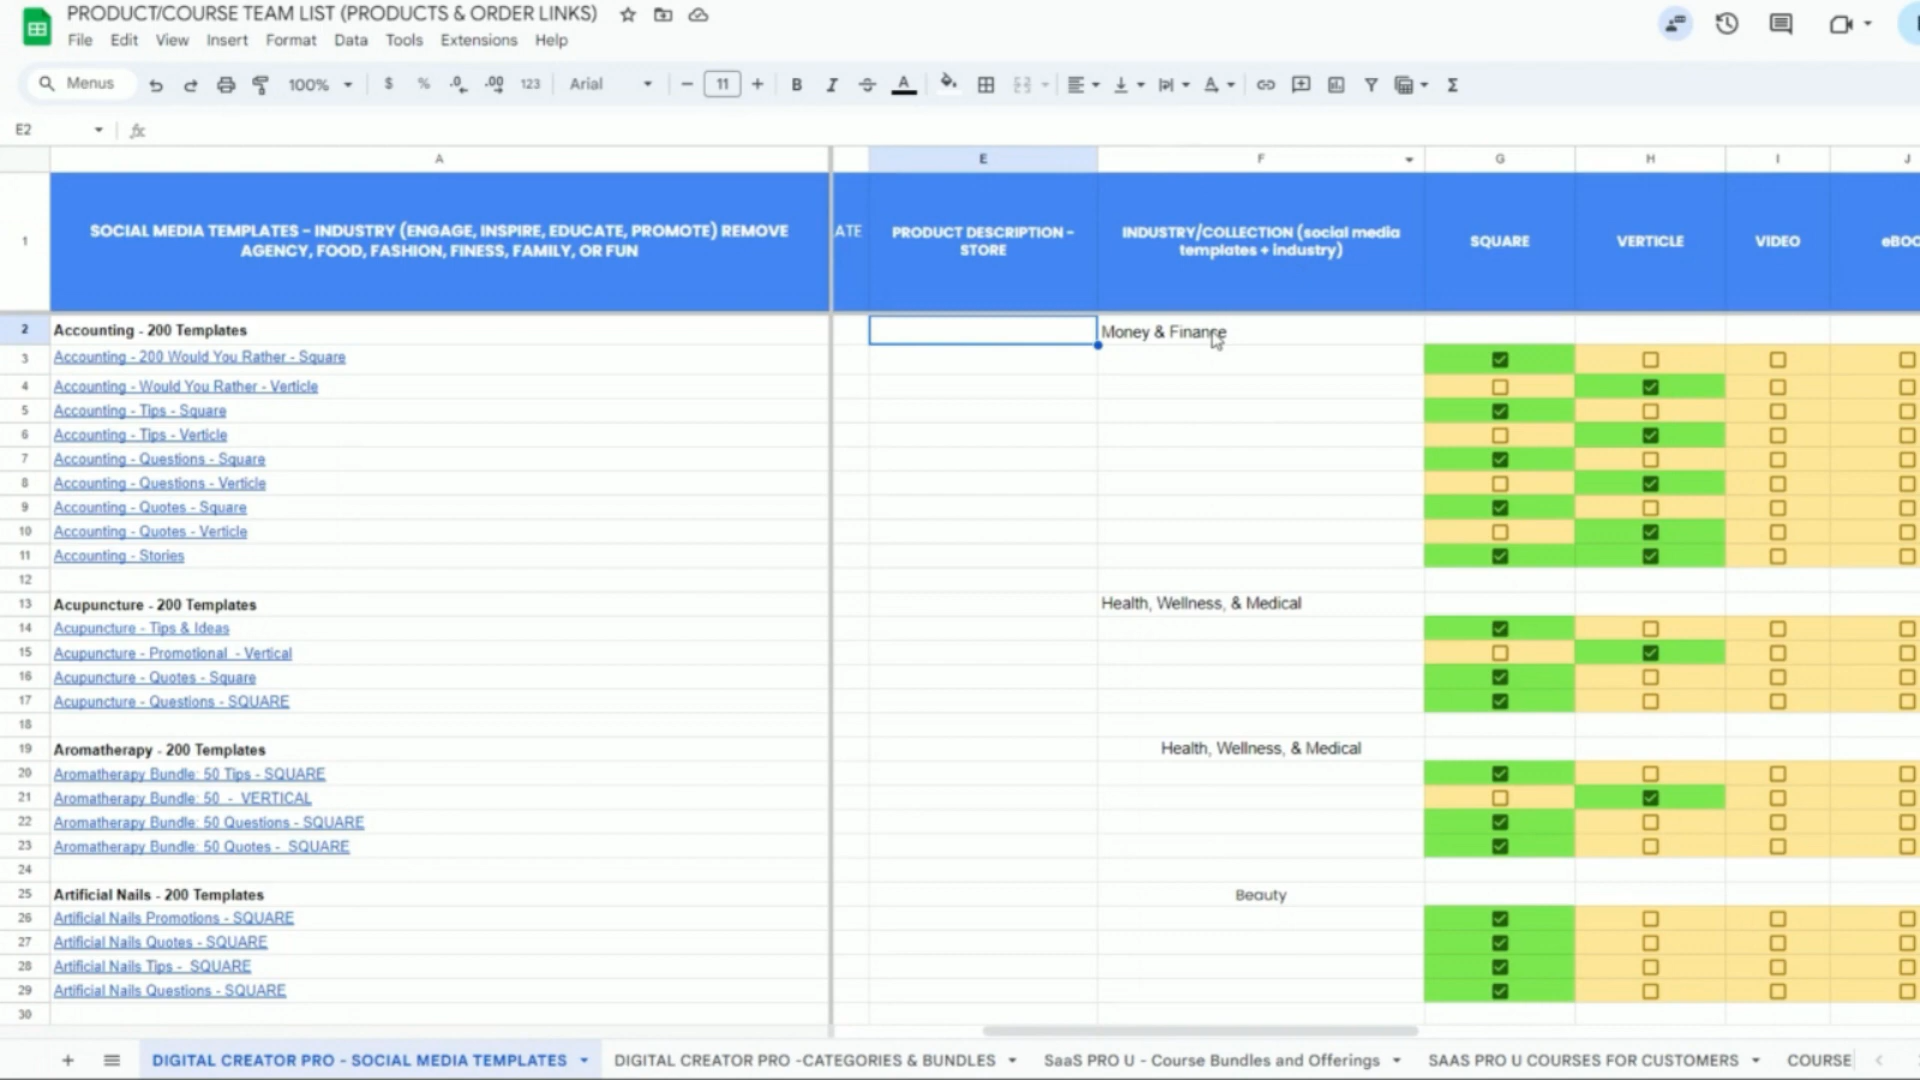 PRODUCT/COURSE TEAM LIST (PRODUCTS & ORDER LINKS)
File Edit View Insert Format Data Tools Extensions Help
Menus 100% $ % .0 .00 123 Arial 11 B I S A
E2 fx
A E F G H I J
1 SOCIAL MEDIA TEMPLATES - INDUSTRY (ENGAGE, INSPIRE, EDUCATE, PROMOTE) REMOVE
AGENCY, FOOD, FASHION, FINESS, FAMILY, OR FUN
ATE
PRODUCT DESCRIPTION -
STORE
INDUSTRY/COLLECTION (social media
templates + industry)
SQUARE
VERTICLE
VIDEO
eBOO
2 Accounting - 200 Templates Money & Finance
3 Accounting - 200 Would You Rather - Square
4 Accounting - Would You Rather - Verticle
5 Accounting - Tips - Square
6 Accounting - Tips - Verticle
7 Accounting - Questions - Square
8 Accounting - Questions - Verticle
9 Accounting - Quotes - Square
10 Accounting - Quotes - Verticle
11 Accounting - Stories
12
13 Acupuncture - 200 Templates Health, Wellness, & Medical
14 Acupuncture - Tips & Ideas
15 Acupuncture - Promotional - Vertical
16 Acupuncture - Quotes - Square
17 Acupuncture - Questions - SQUARE
18
19 Aromatherapy - 200 Templates Health, Wellness, & Medical
20 Aromatherapy Bundle: 50 Tips - SQUARE
21 Aromatherapy Bundle: 50 - VERTICAL
22 Aromatherapy Bundle: 50 Questions - SQUARE
23 Aromatherapy Bundle: 50 Quotes - SQUARE
24
25 Artificial Nails - 200 Templates Beauty
26 Artificial Nails Promotions - SQUARE
27 Artificial Nails Quotes - SQUARE
28 Artificial Nails Tips - SQUARE
29 Artificial Nails Questions - SQUARE
30
DIGITAL CREATOR PRO - SOCIAL MEDIA TEMPLATES DIGITAL CREATOR PRO -CATEGORIES & BUNDLES SaaS PRO U - Course Bundles and Offerings SAAS PRO U COURSES FOR CUSTOMERS COURSE